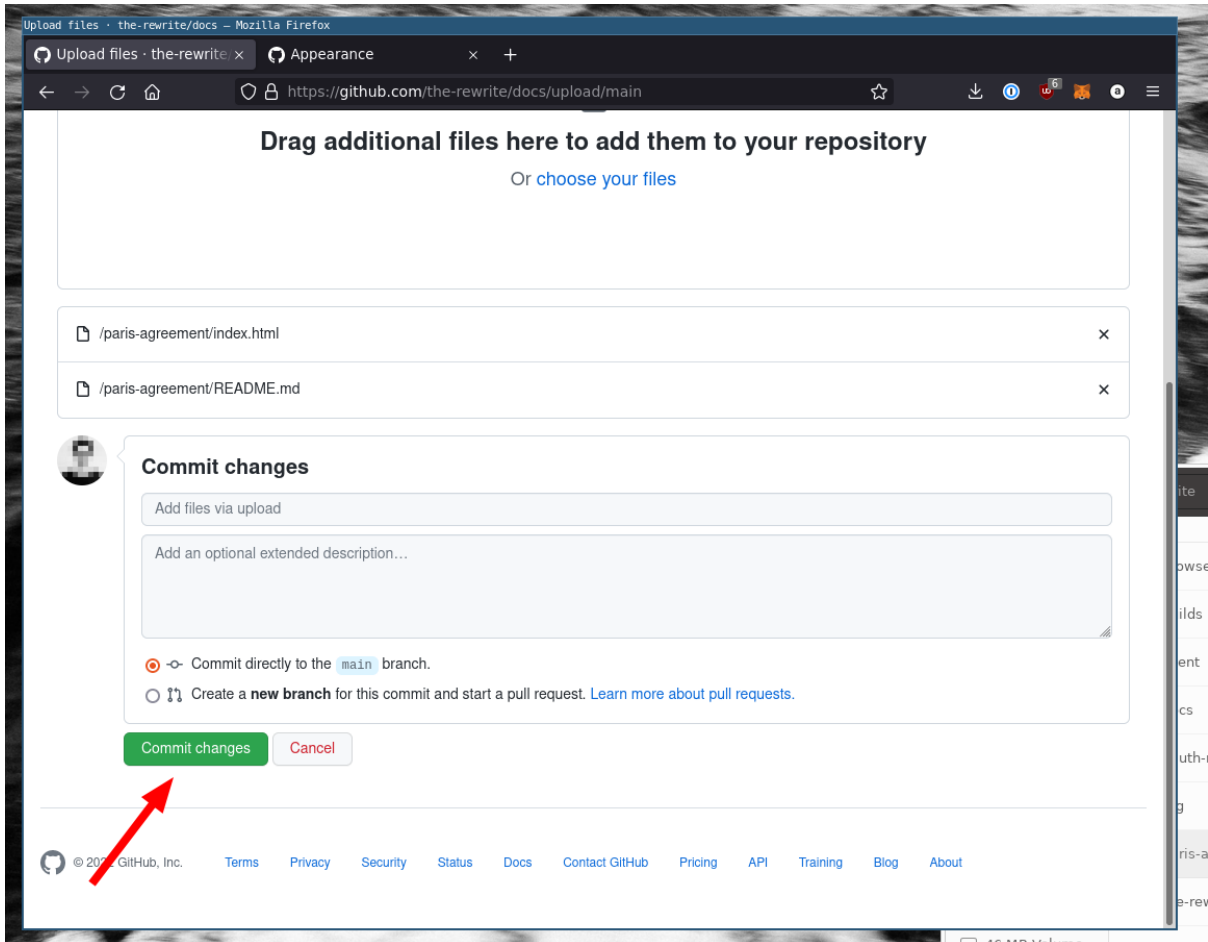 Upload files · the-rewrite/docs — Mozilla Firefox
Upload files · the-rewrite/
Appearance
https://github.com/the-rewrite/docs/upload/main
6
Drag additional files here to add them to your repository
Or choose your files
/paris-agreement/index.html
/paris-agreement/README.md
Commit changes
Add files via upload
Add an optional extended description…
Commit directly to the main branch.
Create a new branch for this commit and start a pull request. Learn more about pull requests.
Commit changes Cancel
© GitHub, Inc. Terms Privacy Security Status Docs Contact GitHub Pricing API Training Blog About